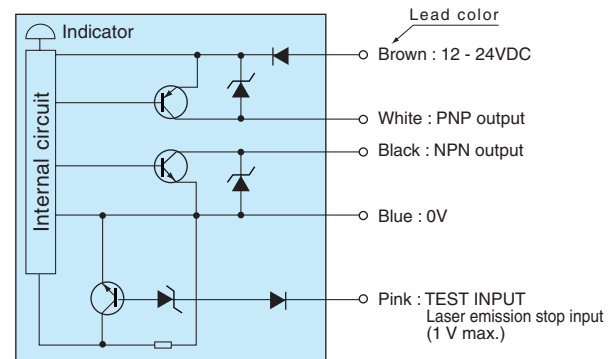 Lead color
Indicator
Brown : 12 - 24VDC
White : PNP output
Black : NPN output
Internal circuit
Blue : 0V
Pink : TEST INPUT
Laser emission stop input
(1 V max.)